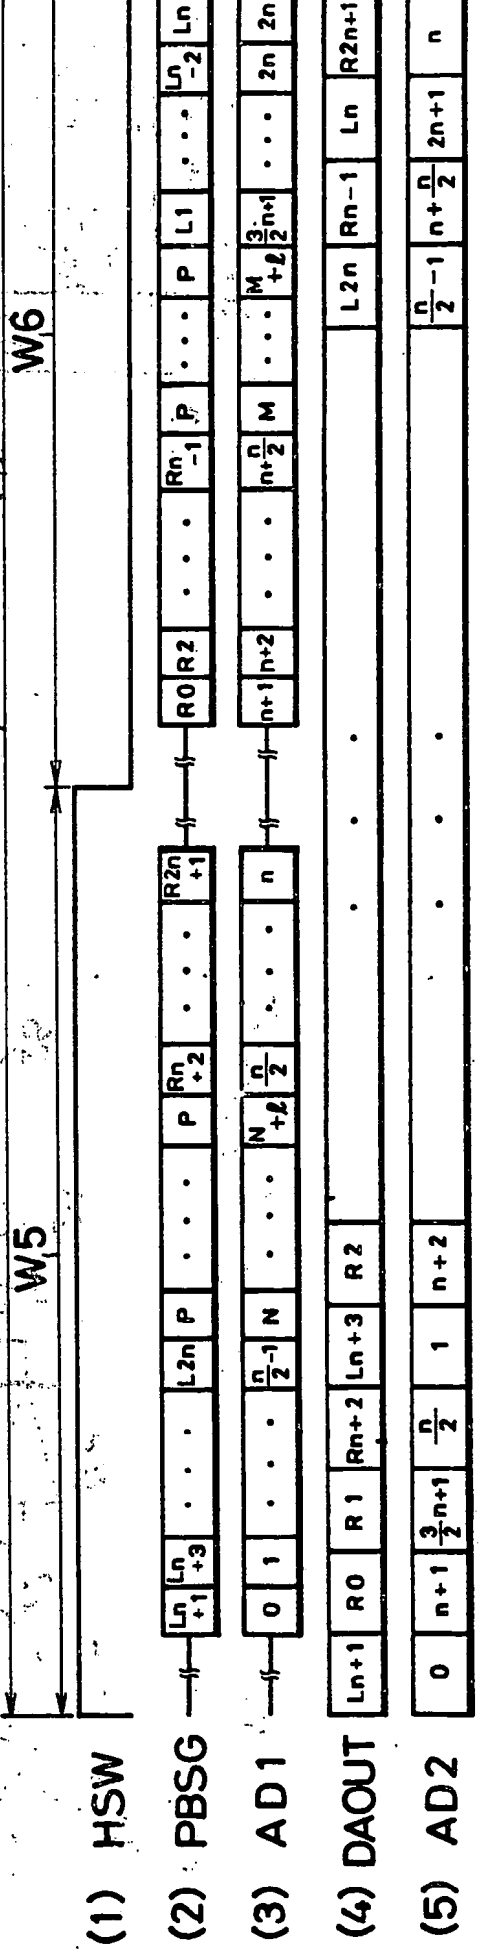 W5 W6
(1) HSW
(2) PBSG Ln+1 Ln+3 · · · L2n P · · · P Rn+2 · · · R2n+1 R0 R2 · · · Rn-1 P · · · P L1 · · · Ln-2 Ln
(3) AD1 0 1 · · · n/2-1 N · · · N+ℓ n/2 · · · n n+1 n+2 · · · n+n/2 M · · · M+ℓ 3/2n+1 · · · 2n 2n
(4) DAOUT Ln+1 R0 R1 Rn+2 Ln+3 R2 · · · L2n Rn-1 Ln R2n+1
(5) AD2 0 n+1 3/2n+1 n/2 1 n+2 · · · n/2-1 n+n/2 2n+1 n